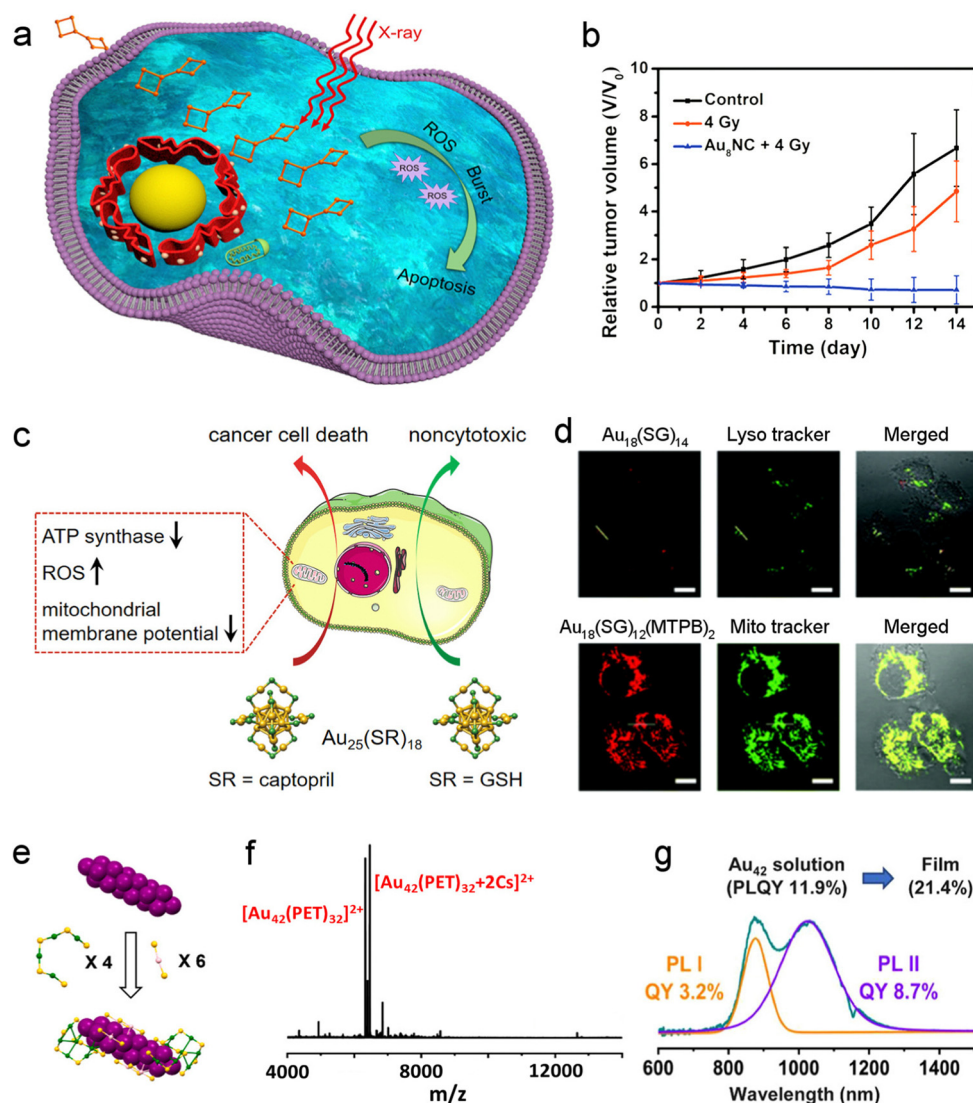 a
X-ray
ROS
ROS
ROS
Burst
Apoptosis
b
Relative tumor volume (V/V₀)
10
8
6
4
2
0
Control
4 Gy
Au₈NC + 4 Gy
0 2 4 6 8 10 12 14
Time (day)
c
cancer cell death
noncytotoxic
ATP synthase ↓
ROS ↑
mitochondrial
membrane potential ↓
Au₂₅(SR)₁₈
SR = captopril
SR = GSH
d
Au₁₈(SG)₁₄
Lyso tracker
Merged
Au₁₈(SG)₁₂(MTPB)₂
Mito tracker
Merged
e
X 4
X 6
f
[Au₄₂(PET)₃₂+2Cs]²⁺
[Au₄₂(PET)₃₂]²⁺
4000 8000 12000
m/z
g
Au₄₂ solution
(PLQY 11.9%)
Film
(21.4%)
PL I
QY 3.2%
PL II
QY 8.7%
600 800 1000 1200 1400
Wavelength (nm)